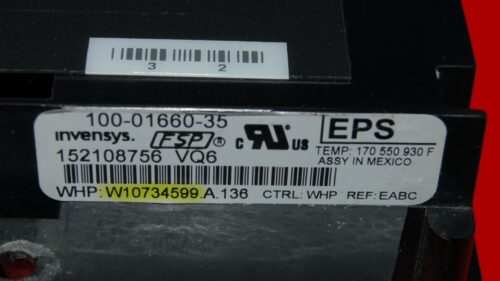 3 2
100-01660-35
invensys. FSP c UR US EPS
152108756 VQ6 TEMP: 170 550 930 F
ASSY IN MEXICO
WHP:W10734599.A.136 CTRL: WHP REF: EABC